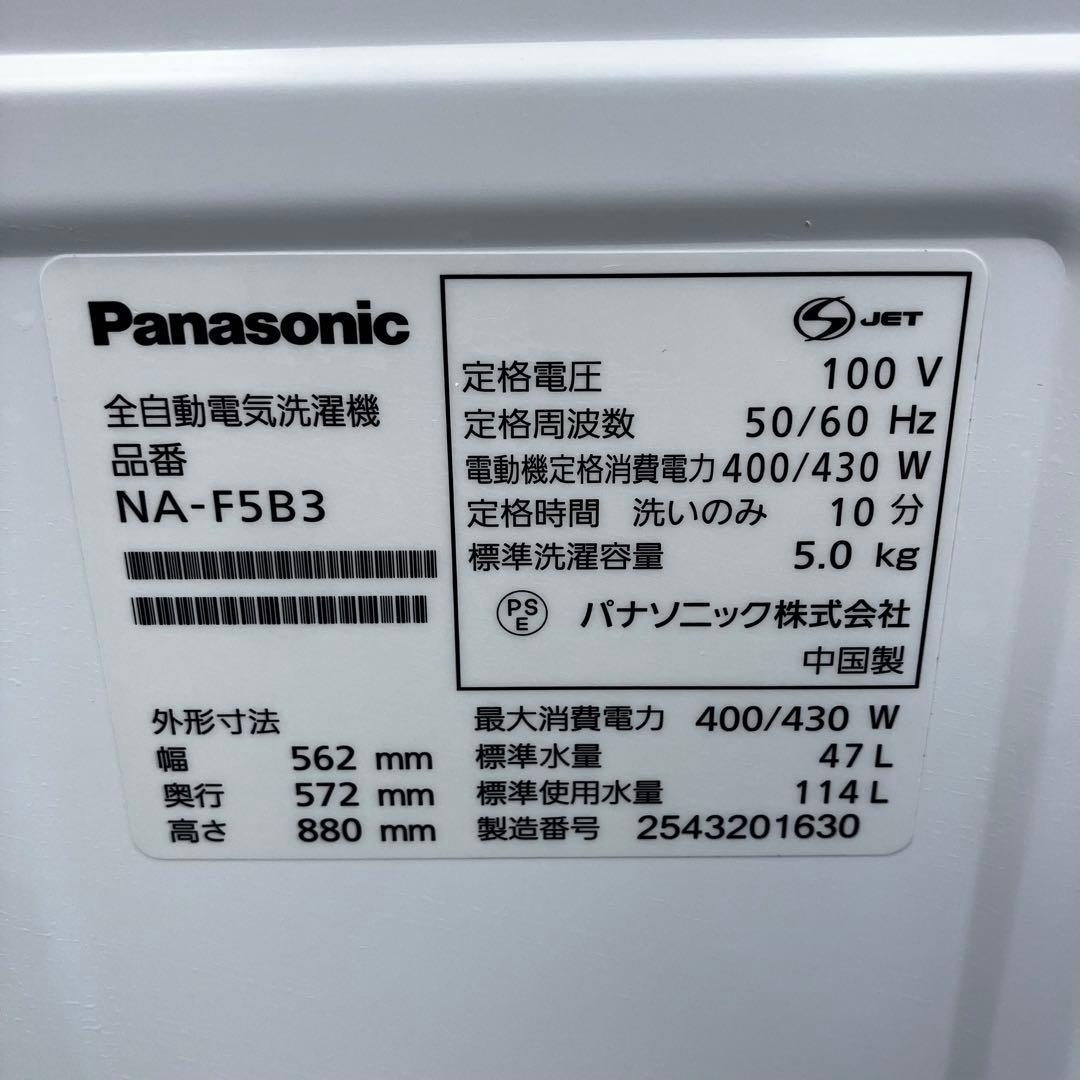 Panasonic
全自動電気洗濯機
品番
NA-F5B3
S JET
定格電圧 100 V
定格周波数 50/60 Hz
電動機定格消費電力 400/430 W
定格時間 洗いのみ 10 分
標準洗濯容量 5.0 kg
PSE パナソニック株式会社
中国製
外形寸法
幅 562 mm
奥行 572 mm
高さ 880 mm
最大消費電力 400/430 W
標準水量 47 L
標準使用水量 114 L
製造番号 2543201630